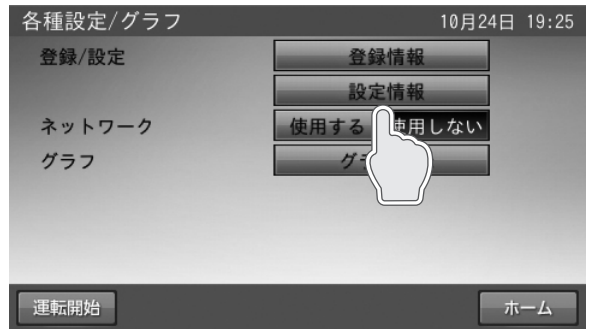 各種設定/グラフ 10月24日 19:25
登録/設定 登録情報
設定情報
ネットワーク 使用する 使用しない
グラフ グ
運転開始 ホーム